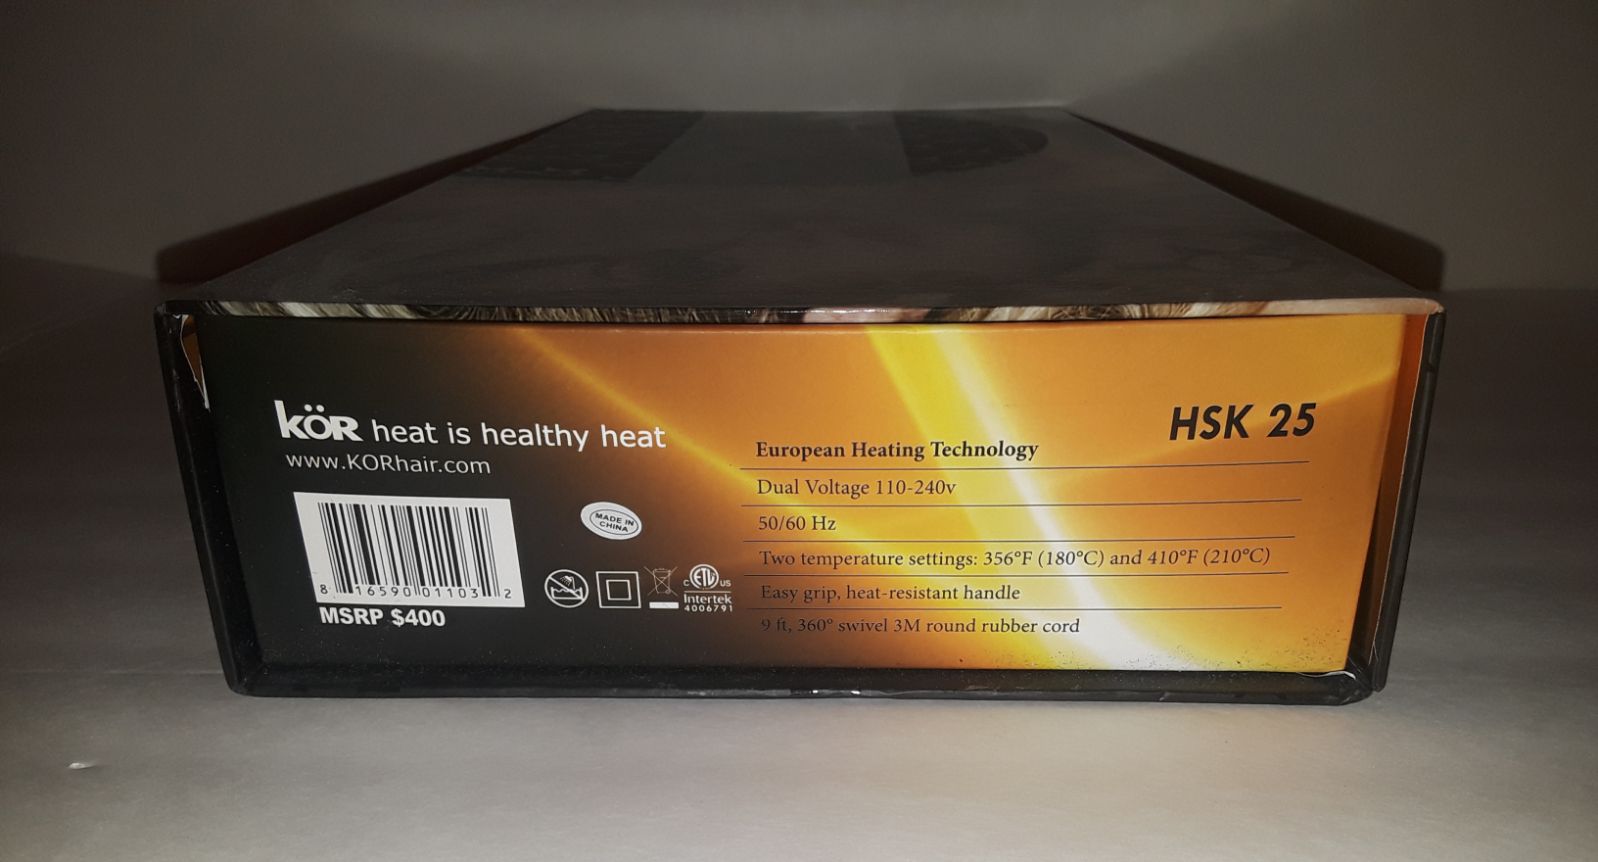 köR heat is healthy heat
www.KORhair.com
8 16590 01103 2
MSRP $400
MADE IN
CHINA
c ETL us
Intertek
4006791
HSK 25
European Heating Technology
Dual Voltage 110-240v
50/60 Hz
Two temperature settings: 356°F (180°C) and 410°F (210°C)
Easy grip, heat-resistant handle
9 ft, 360° swivel 3M round rubber cord